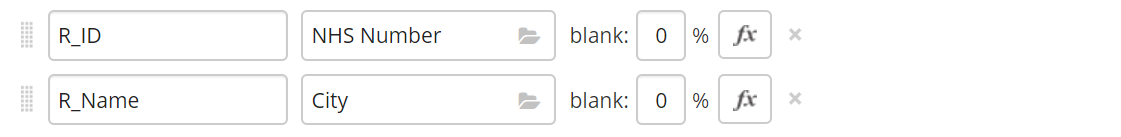 R_ID NHS Number blank: 0 % fx ×
R_Name City blank: 0 % fx ×